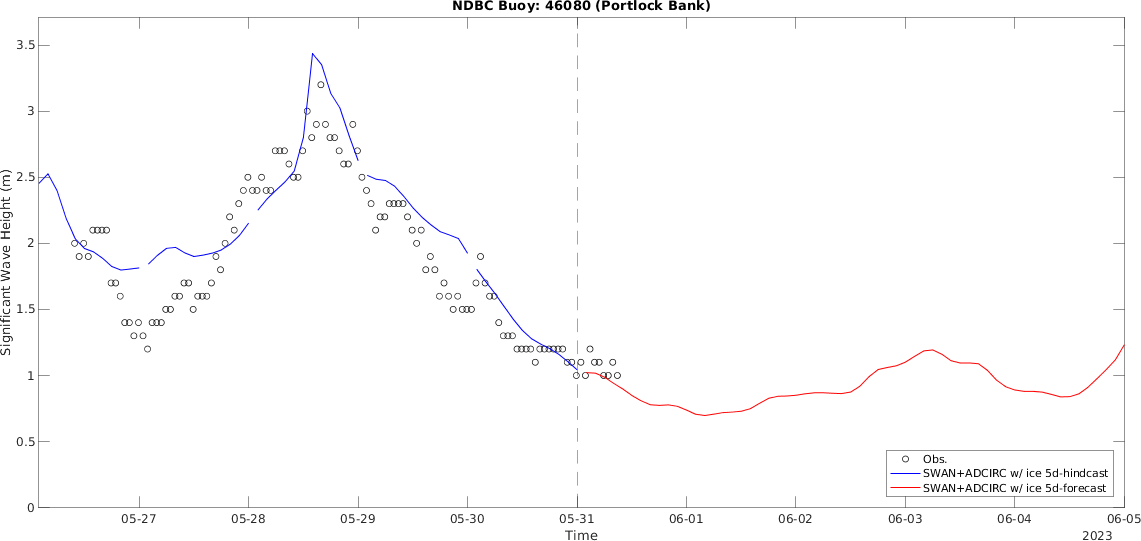 NDBC Buoy: 46080 (Portlock Bank)
Significant Wave Height (m)
3.5
3
2.5
2
1.5
1
0.5
0
Obs.
SWAN+ADCIRC w/ ice 5d-hindcast
SWAN+ADCIRC w/ ice 5d-forecast
05-27 05-28 05-29 05-30 05-31 06-01 06-02 06-03 06-04 06-05
Time
2023